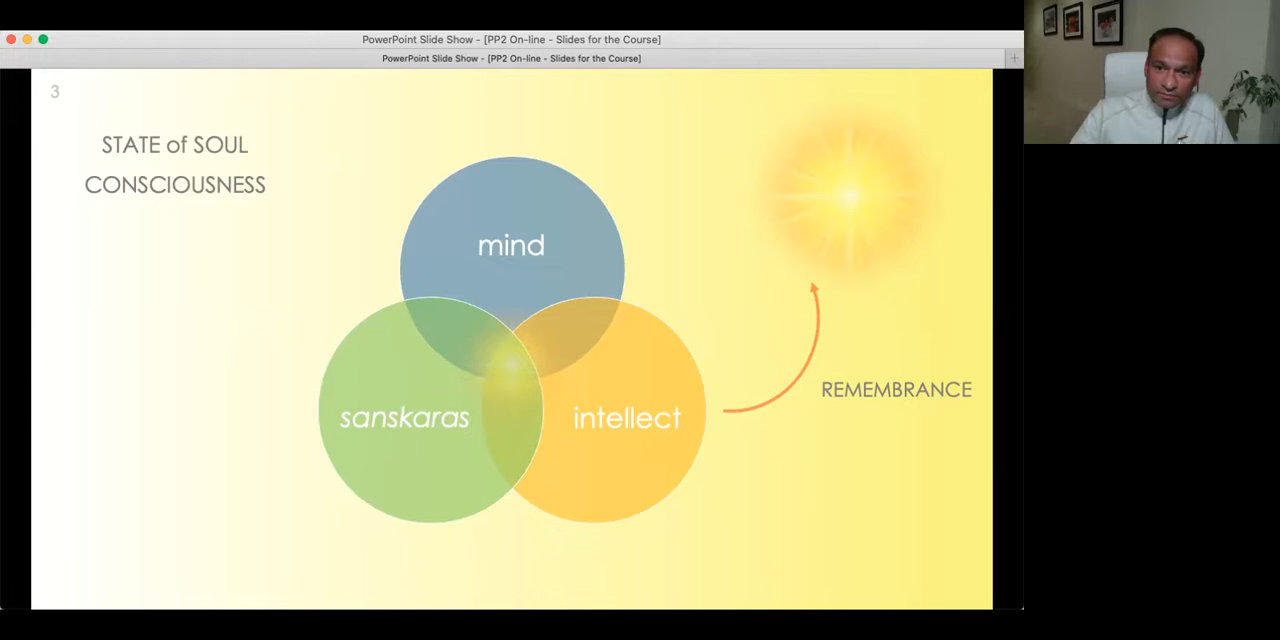 PowerPoint Slide Show - [PP2 On-line - Slides for the Course]
PowerPoint Slide Show - [PP2 On-line - Slides for the Course]
3
STATE of SOUL
CONSCIOUSNESS
mind
sanskaras
intellect
REMEMBRANCE